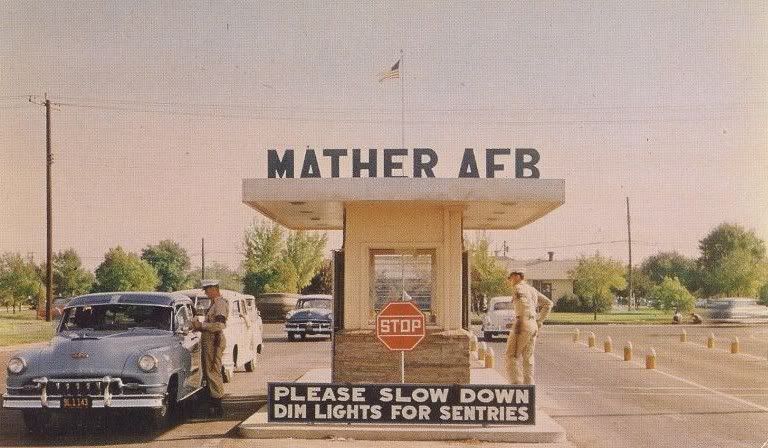 MATHER AFB
STOP
PLEASE SLOW DOWN
DIM LIGHTS FOR SENTRIES